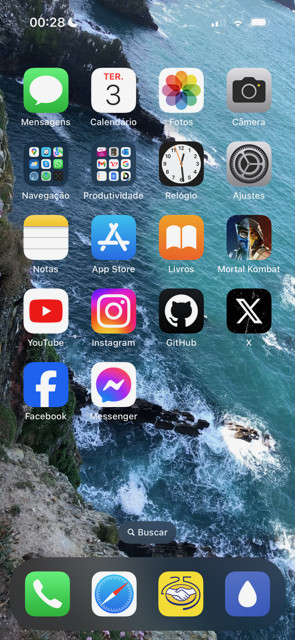 00:28
TER.
3
Mensagens
Calendário
Fotos
Câmera
Navegação
Produtividade
Relógio
Ajustes
Notas
App Store
Livros
Mortal Kombat
YouTube
Instagram
GitHub
X
Facebook
Messenger
Buscar